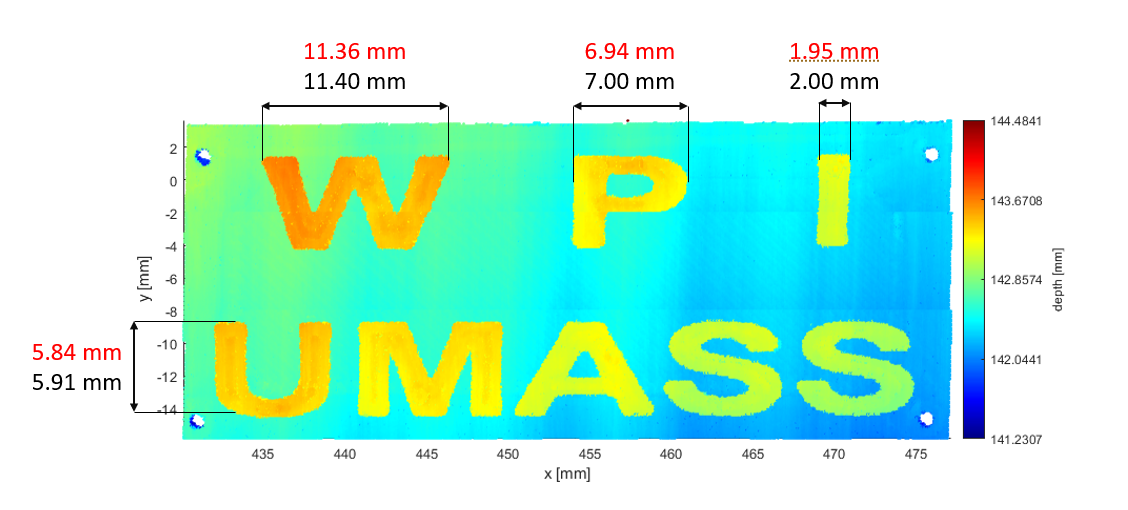 11.36 mm 6.94 mm 1.95 mm
11.40 mm 7.00 mm 2.00 mm
144.4841
2
W P I
0
143.6708
-2
-4
-6
142.8574
depth [mm]
y [mm]
-8
UMASS
-10
5.84 mm
142.0441
5.91 mm
-12
-14
141.2307
435 440 445 450 455 460 465 470 475
x [mm]